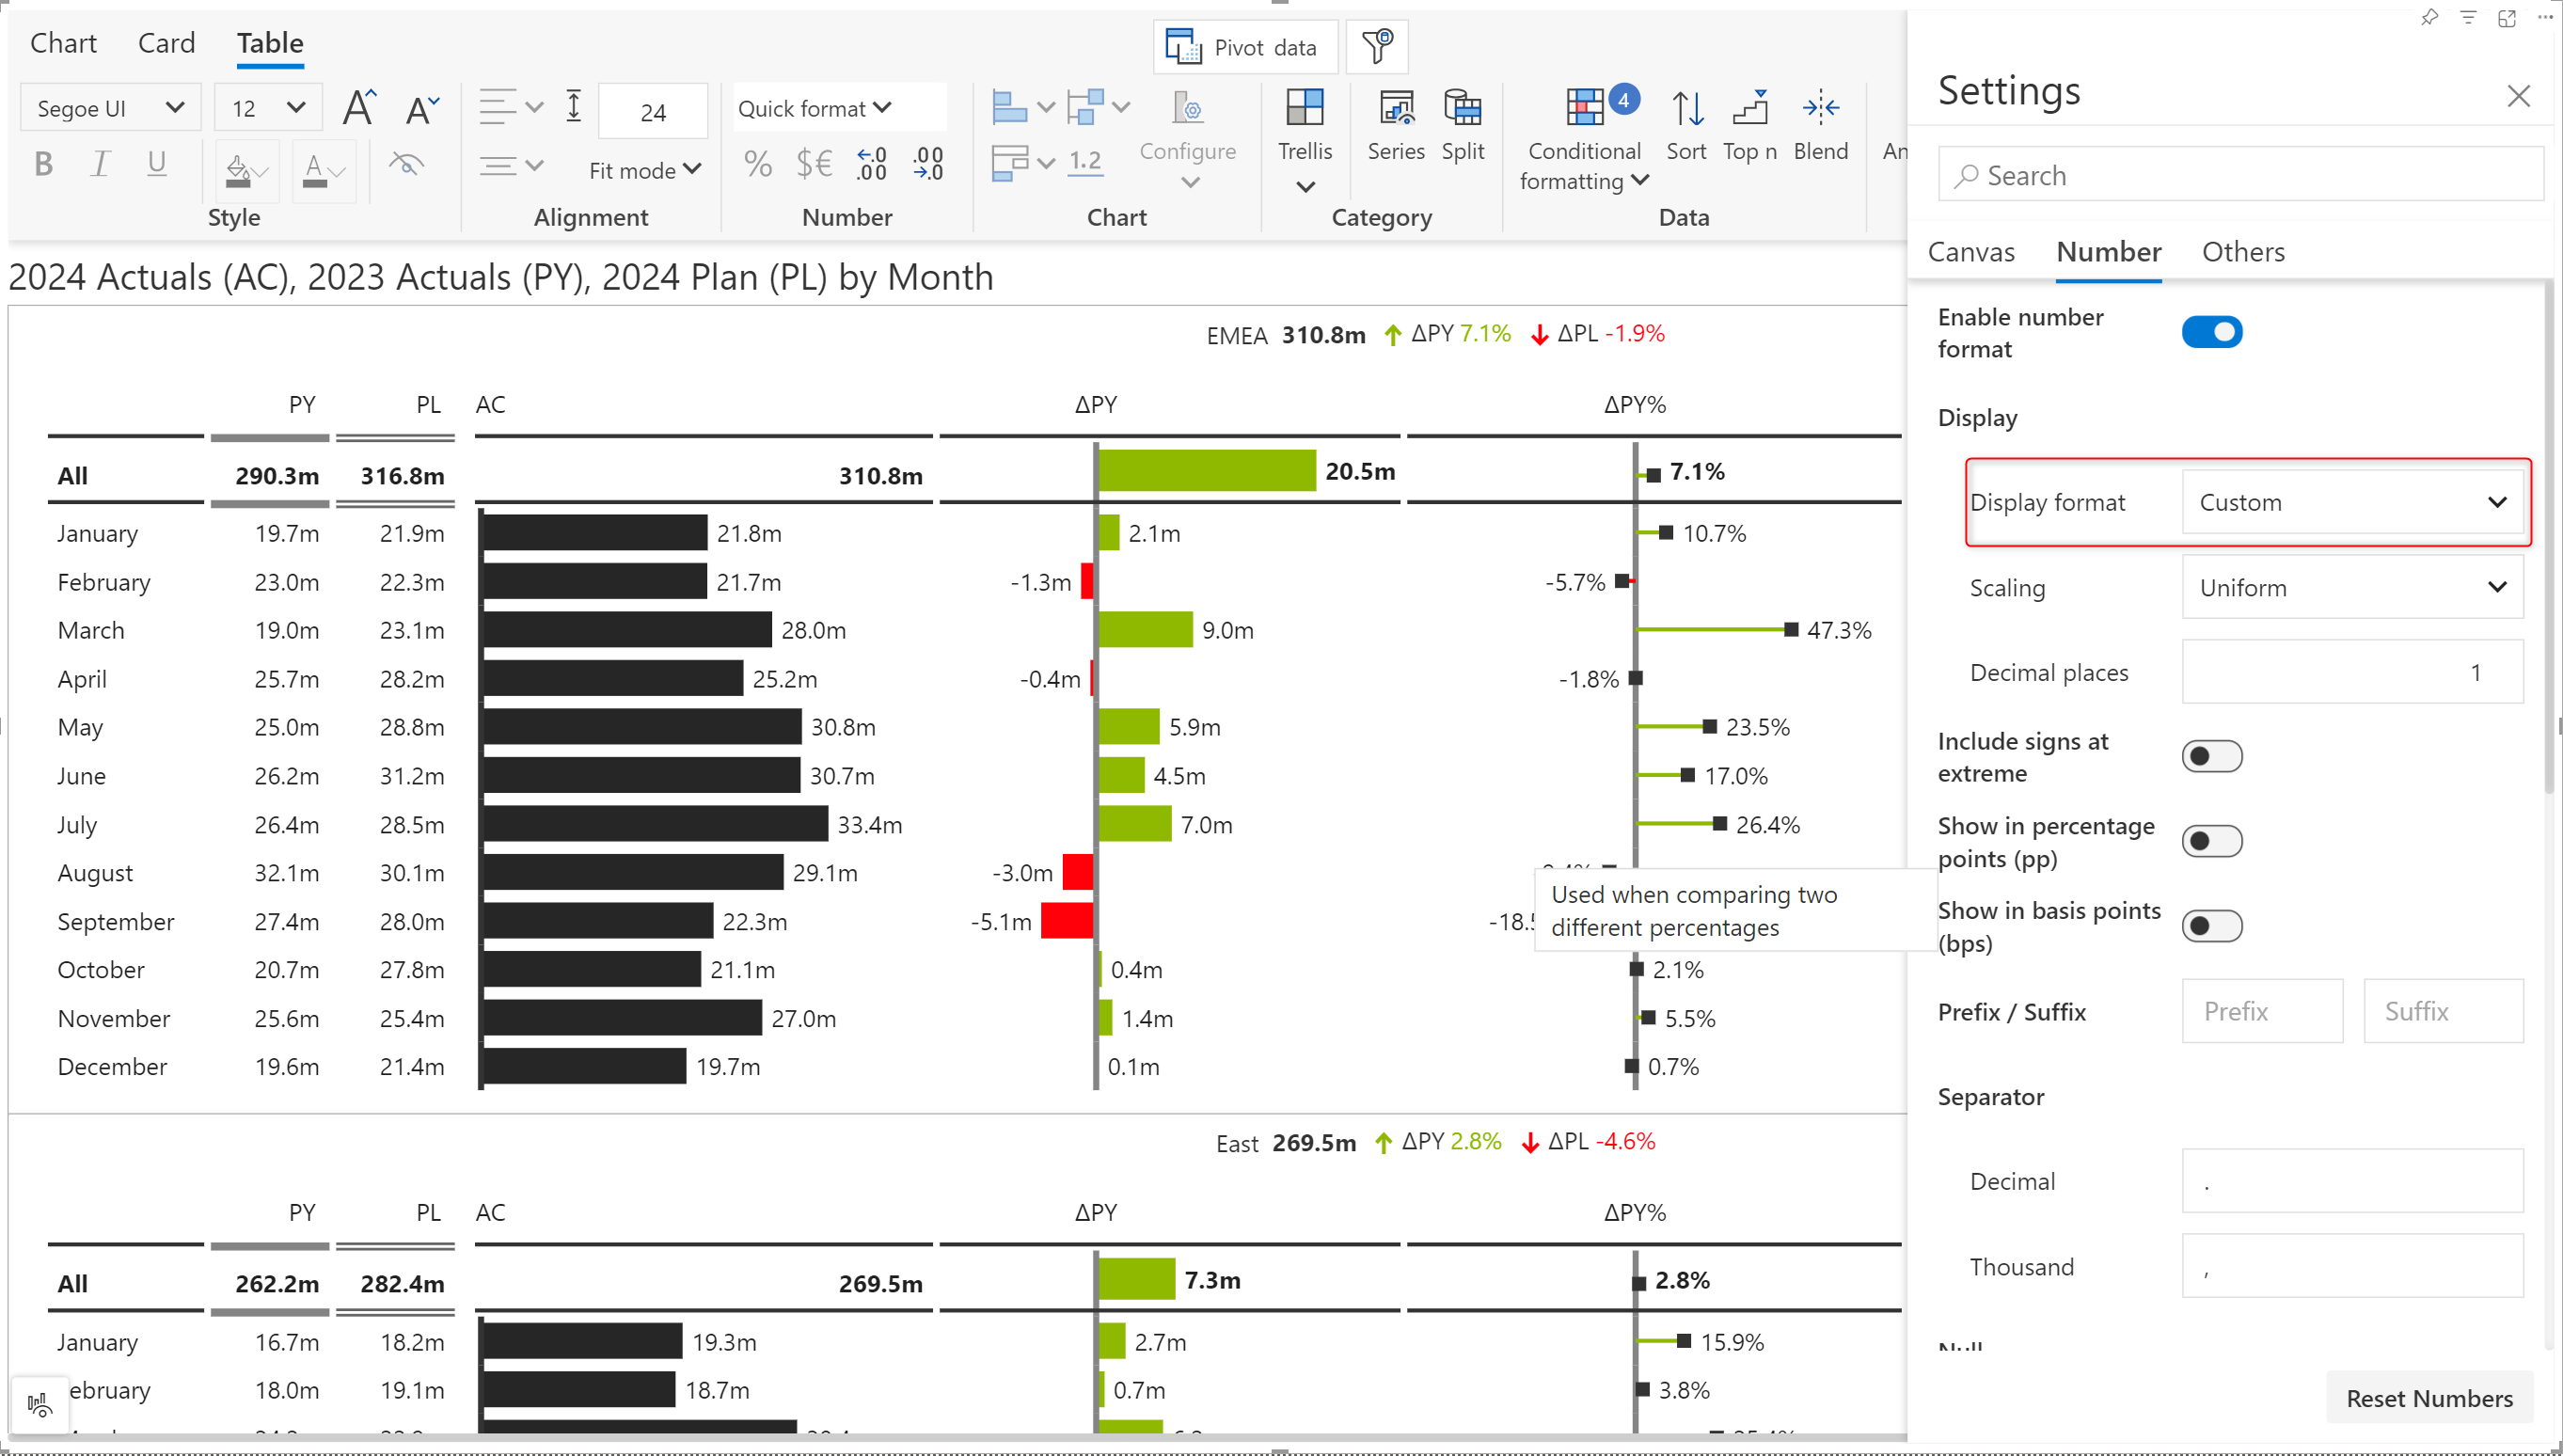 Chart Card Table
Pivot data
Segoe UI 12 24 Quick format
B I U A Fit mode % $€ ←.0 .00 .00 →.0 1.2 Configure
Trellis Series Split Conditional formatting 4 Sort Top n Blend An
Style Alignment Number Chart Category Data
2024 Actuals (AC), 2023 Actuals (PY), 2024 Plan (PL) by Month
EMEA 310.8m ΔPY 7.1% ΔPL -1.9%
PY PL AC ΔPY ΔPY%
All 290.3m 316.8m 310.8m 20.5m 7.1%
January 19.7m 21.9m 21.8m 2.1m 10.7%
February 23.0m 22.3m 21.7m -1.3m -5.7%
March 19.0m 23.1m 28.0m 9.0m 47.3%
April 25.7m 28.2m 25.2m -0.4m -1.8%
May 25.0m 28.8m 30.8m 5.9m 23.5%
June 26.2m 31.2m 30.7m 4.5m 17.0%
July 26.4m 28.5m 33.4m 7.0m 26.4%
August 32.1m 30.1m 29.1m -3.0m
September 27.4m 28.0m 22.3m -5.1m -18.5
Used when comparing two
different percentages
October 20.7m 27.8m 21.1m 0.4m 2.1%
November 25.6m 25.4m 27.0m 1.4m 5.5%
December 19.6m 21.4m 19.7m 0.1m 0.7%
East 269.5m ΔPY 2.8% ΔPL -4.6%
PY PL AC ΔPY ΔPY%
All 262.2m 282.4m 269.5m 7.3m 2.8%
January 16.7m 18.2m 19.3m 2.7m 15.9%
ebruary 18.0m 19.1m 18.7m 0.7m 3.8%
Settings
Search
Canvas Number Others
Enable number
format
Display
Display format Custom
Scaling Uniform
Decimal places 1
Include signs at
extreme
Show in percentage
points (pp)
Show in basis points
(bps)
Prefix / Suffix Prefix Suffix
Separator
Decimal .
Thousand ,
Null
Reset Numbers